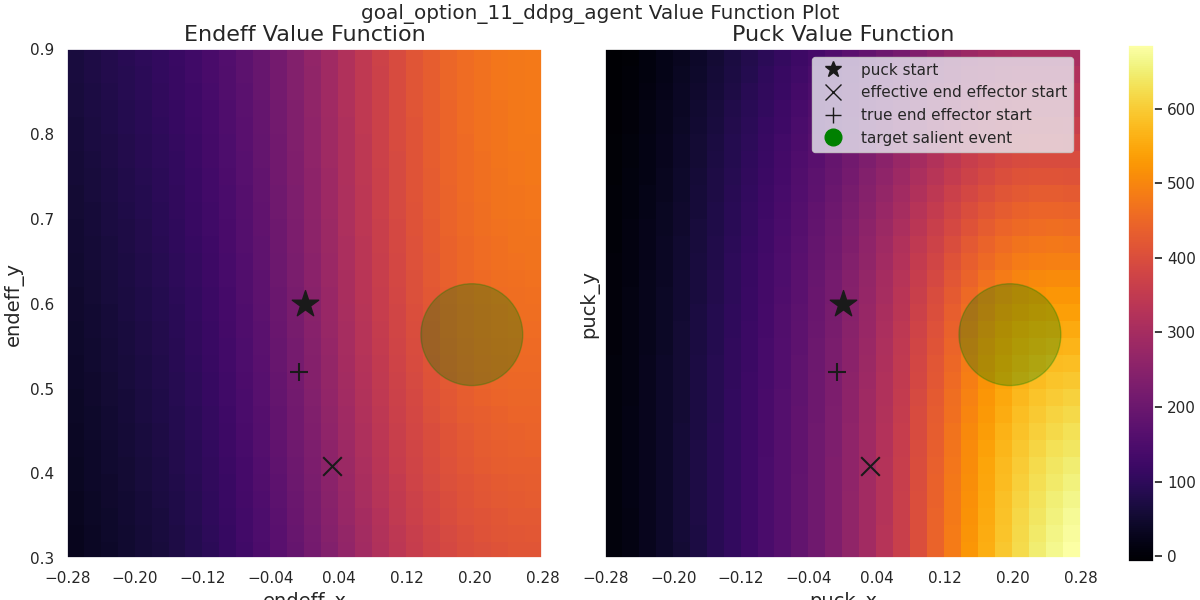 goal_option_11_ddpg_agent Value Function Plot
Endeff Value Function
0.9
0.8
0.7
0.6
0.5
0.4
0.3
endeff_y
−0.28 −0.20 −0.12 −0.04 0.04 0.12 0.20 0.28
endeff_x
Puck Value Function
puck start
effective end effector start
true end effector start
target salient event
puck_y
−0.28 −0.20 −0.12 −0.04 0.04 0.12 0.20 0.28
puck_x
600
500
400
300
200
100
0